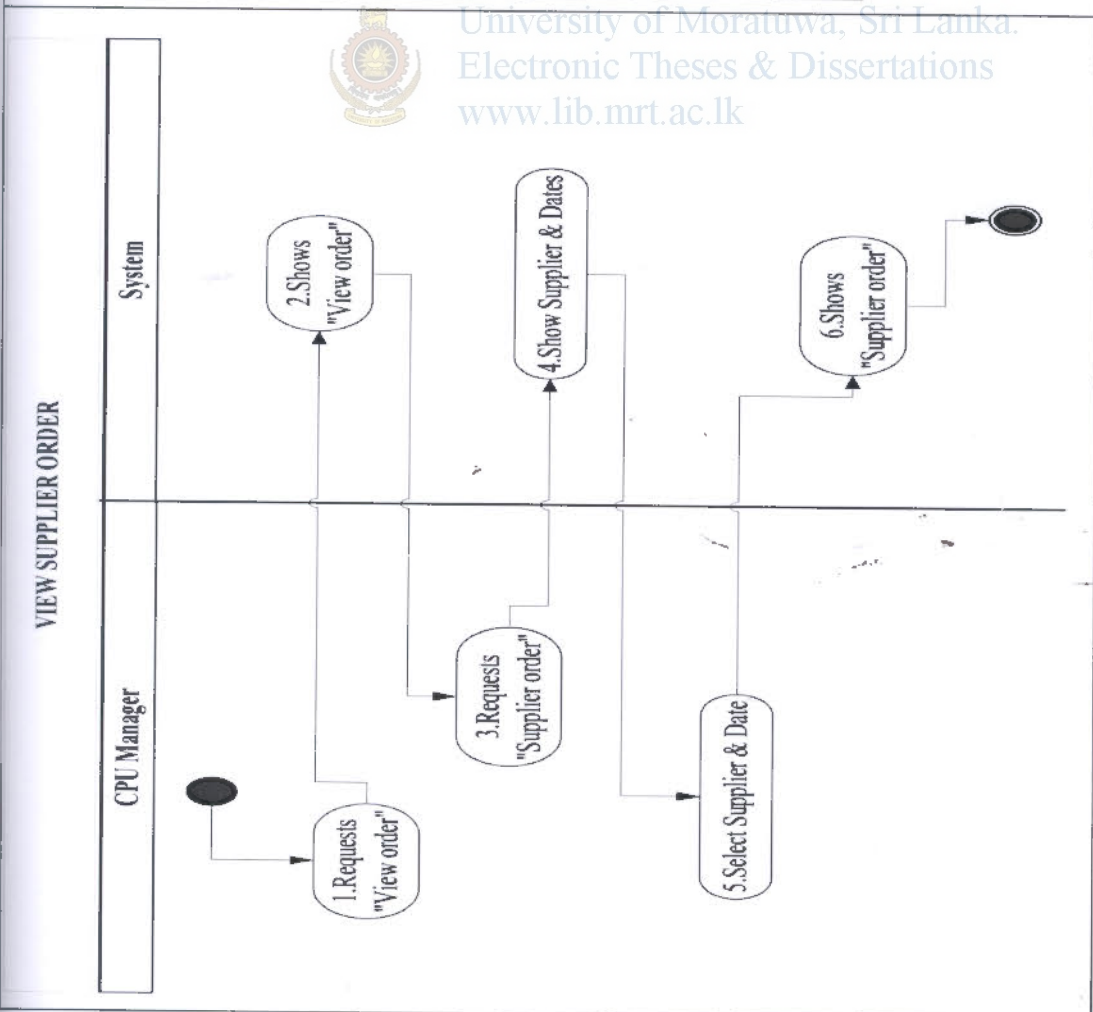 University of Moratuwa, Sri Lanka.
Electronic Theses & Dissertations
www.lib.mrt.ac.lk
VIEW SUPPLIER ORDER
CPU Manager
System
1.Requests
"View order"
2.Shows
"View order"
3.Requests
"Supplier order"
4.Show Supplier & Dates
5.Select Supplier & Date
6.Shows
"Supplier order"